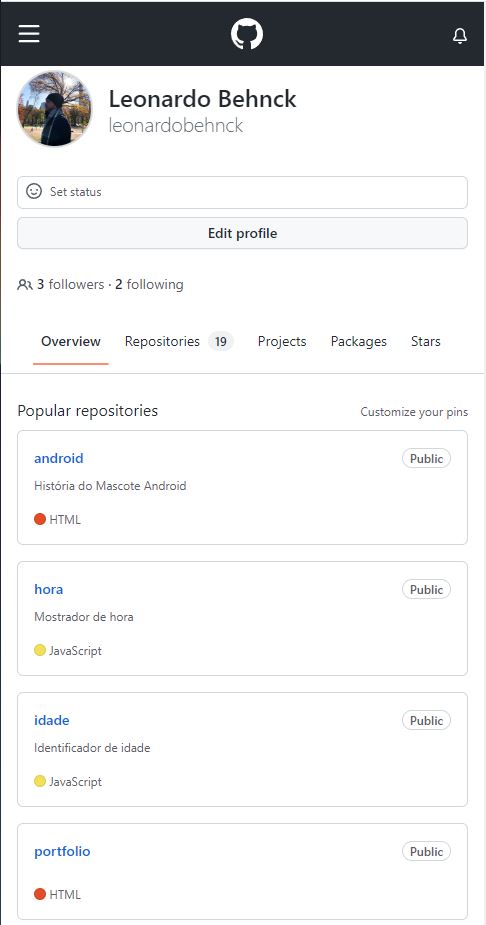 Leonardo Behnck
leonardobehnck
Set status
Edit profile
3 followers · 2 following
Overview Repositories 19 Projects Packages Stars
Popular repositories Customize your pins
android Public
História do Mascote Android
HTML
hora Public
Mostrador de hora
JavaScript
idade Public
Identificador de idade
JavaScript
portfolio Public
HTML